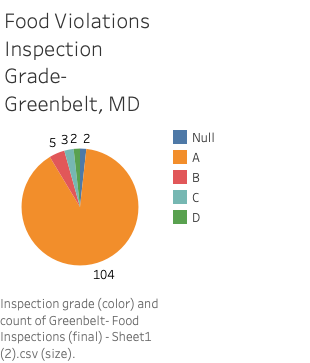 Food Violations
Inspection
Grade-
Greenbelt, MD
5 3 2 2
104
Null
A
B
C
D
Inspection grade (color) and
count of Greenbelt- Food
Inspections (final) - Sheet1
(2).csv (size).